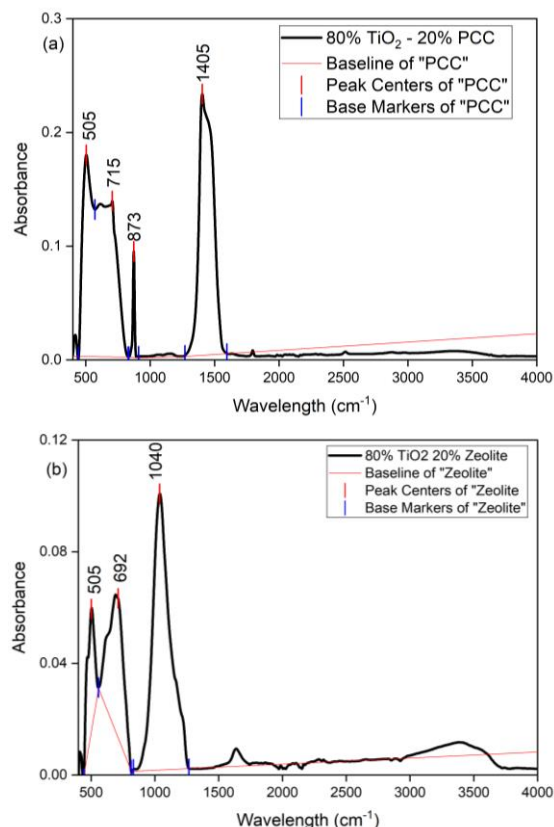 (a)
80% TiO₂ - 20% PCC
Baseline of "PCC"
Peak Centers of "PCC"
Base Markers of "PCC"
505
715
873
1405
0.3
0.2
0.1
0.0
Absorbance
500 1000 1500 2000 2500 3000 3500 4000
Wavelength (cm⁻¹)
(b)
80% TiO2 20% Zeolite
Baseline of "Zeolite"
Peak Centers of "Zeolite
Base Markers of "Zeolite"
505
692
1040
0.12
0.08
0.04
0.00
Absorbance
500 1000 1500 2000 2500 3000 3500 4000
Wavelength (cm⁻¹)